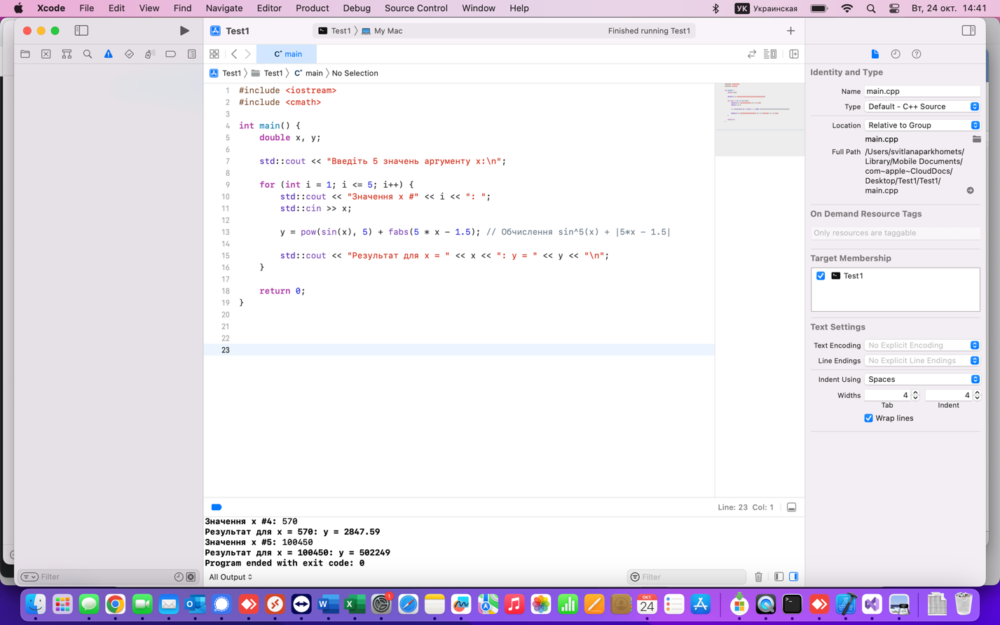 Xcode File Edit View Find Navigate Editor Product Debug Source Control Window Help УК Украинская Вт, 24 окт. 14:41
Test1
Test1 My Mac
Finished running Test1
C+ main
Test1 Test1 C+ main No Selection
1 #include <iostream>
2 #include <cmath>
3
4 int main() {
5 double x, y;
6
7 std::cout << "Введіть 5 значень аргументу x:\n";
8
9 for (int i = 1; i <= 5; i++) {
10 std::cout << "Значення x #" << i << ": ";
11 std::cin >> x;
12
13 y = pow(sin(x), 5) + fabs(5 * x - 1.5); // Обчислення sin^5(x) + |5*x - 1.5|
14
15 std::cout << "Результат для x = " << x << ": y = " << y << "\n";
16 }
17
18 return 0;
19 }
20
21
22
23
Line: 23 Col: 1
Значення x #4: 570
Результат для x = 570: y = 2847.59
Значення x #5: 100450
Результат для x = 100450: y = 502249
Program ended with exit code: 0
Filter
All Output
Filter
Identity and Type
Name main.cpp
Type Default - C++ Source
Location Relative to Group
main.cpp
Full Path /Users/svitlanaparkhomets/
Library/Mobile Documents/
com~apple~CloudDocs/
Desktop/Test1/Test1/
main.cpp
On Demand Resource Tags
Only resources are taggable
Target Membership
Test1
Text Settings
Text Encoding No Explicit Encoding
Line Endings No Explicit Line Endings
Indent Using Spaces
Widths 4 4
Tab Indent
Wrap lines
1
ОКТ.
24